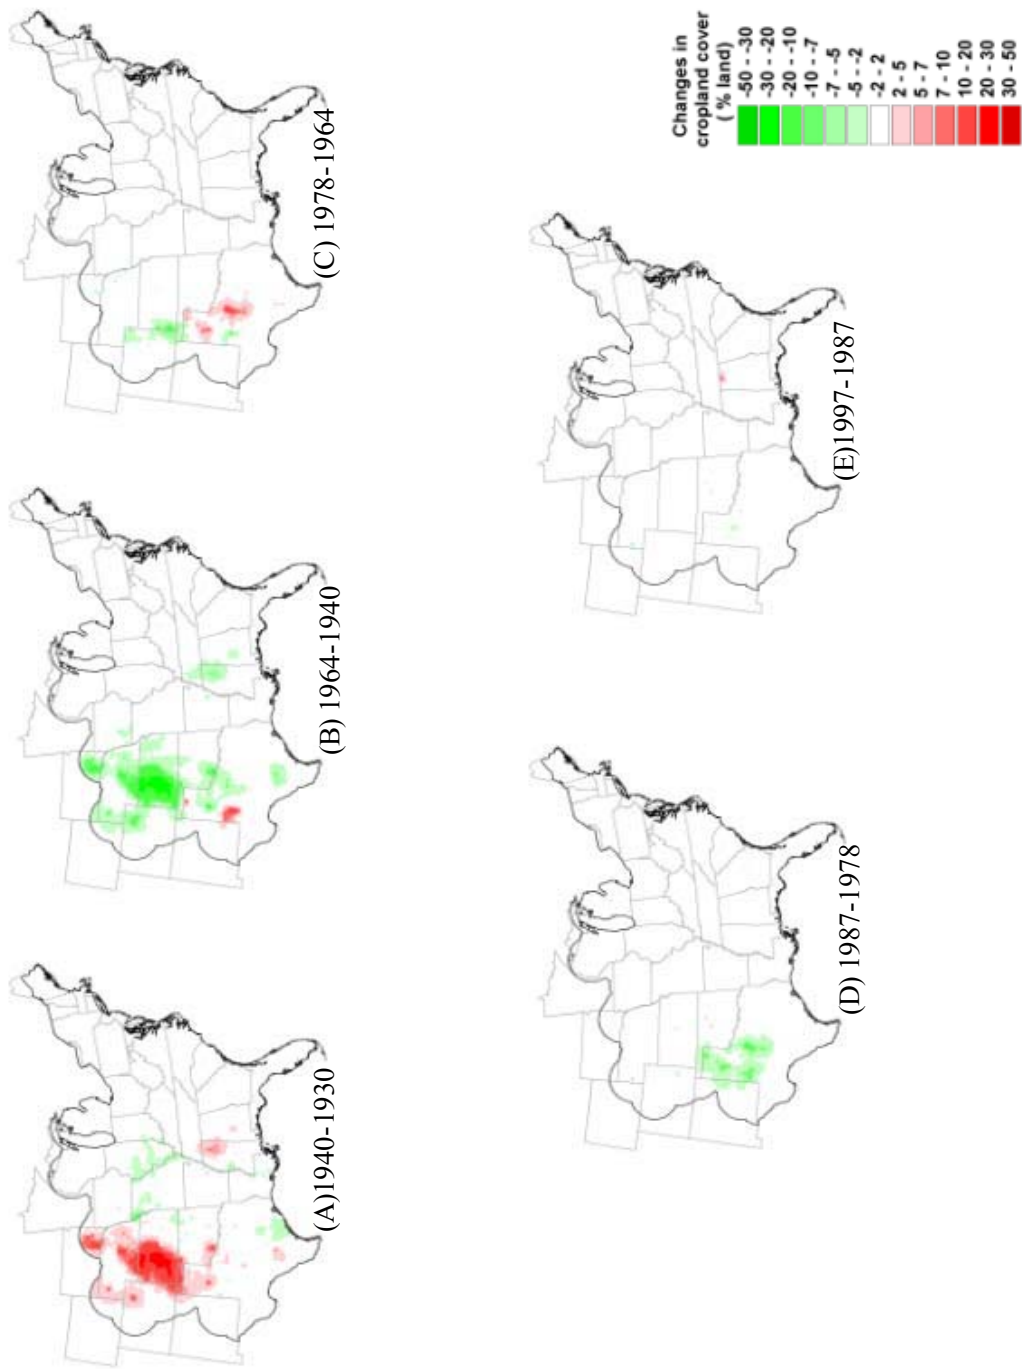 (A)1940-1930
(B) 1964-1940
(C) 1978-1964
(D) 1987-1978
(E)1997-1987
Changes in
cropland cover
( % land)
-50 - -30
-30 - -20
-20 - -10
-10 - -7
-7 - -5
-5 - -2
-2 - 2
2 - 5
5 - 7
7 - 10
10 - 20
20 - 30
30 - 50